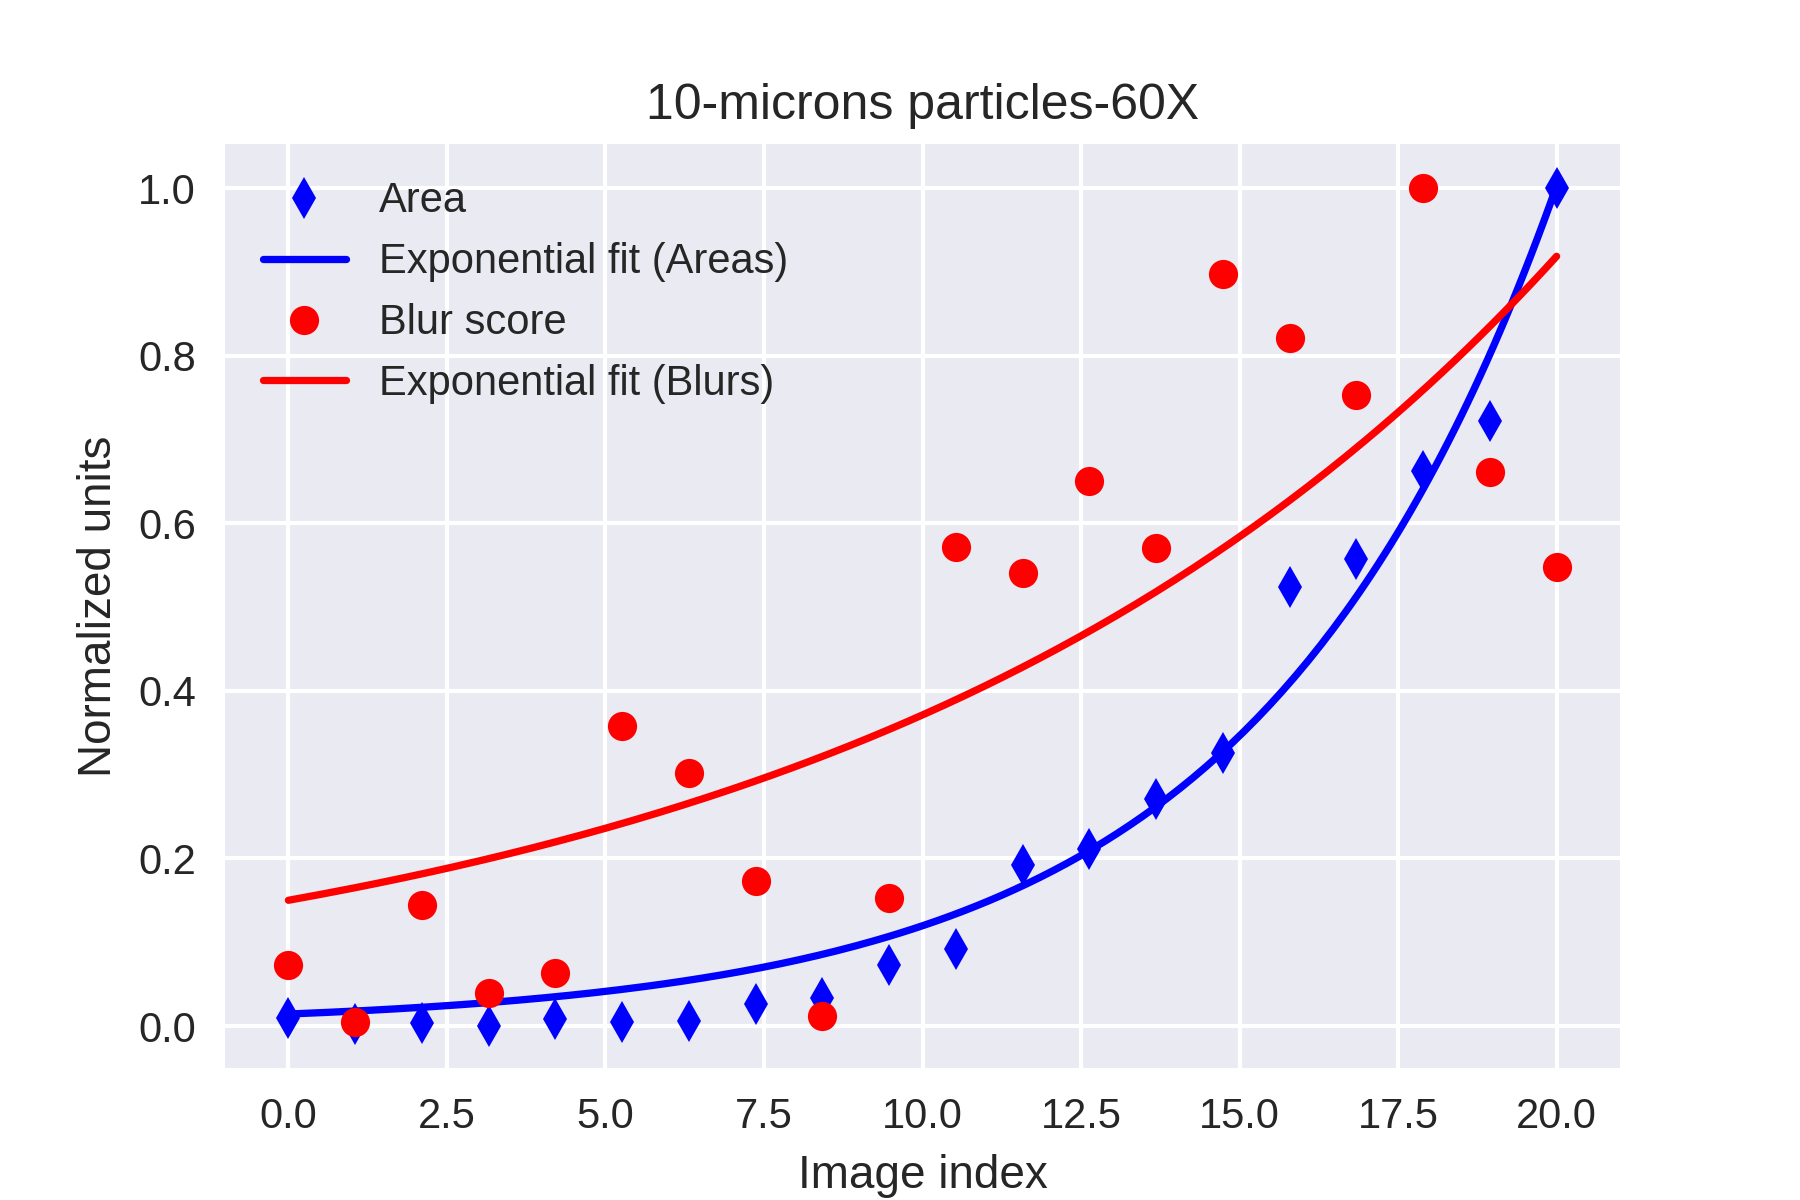 10-microns particles-60X
Area
Exponential fit (Areas)
Blur score
Exponential fit (Blurs)
Normalized units
1.0
0.8
0.6
0.4
0.2
0.0
0.0 2.5 5.0 7.5 10.0 12.5 15.0 17.5 20.0
Image index